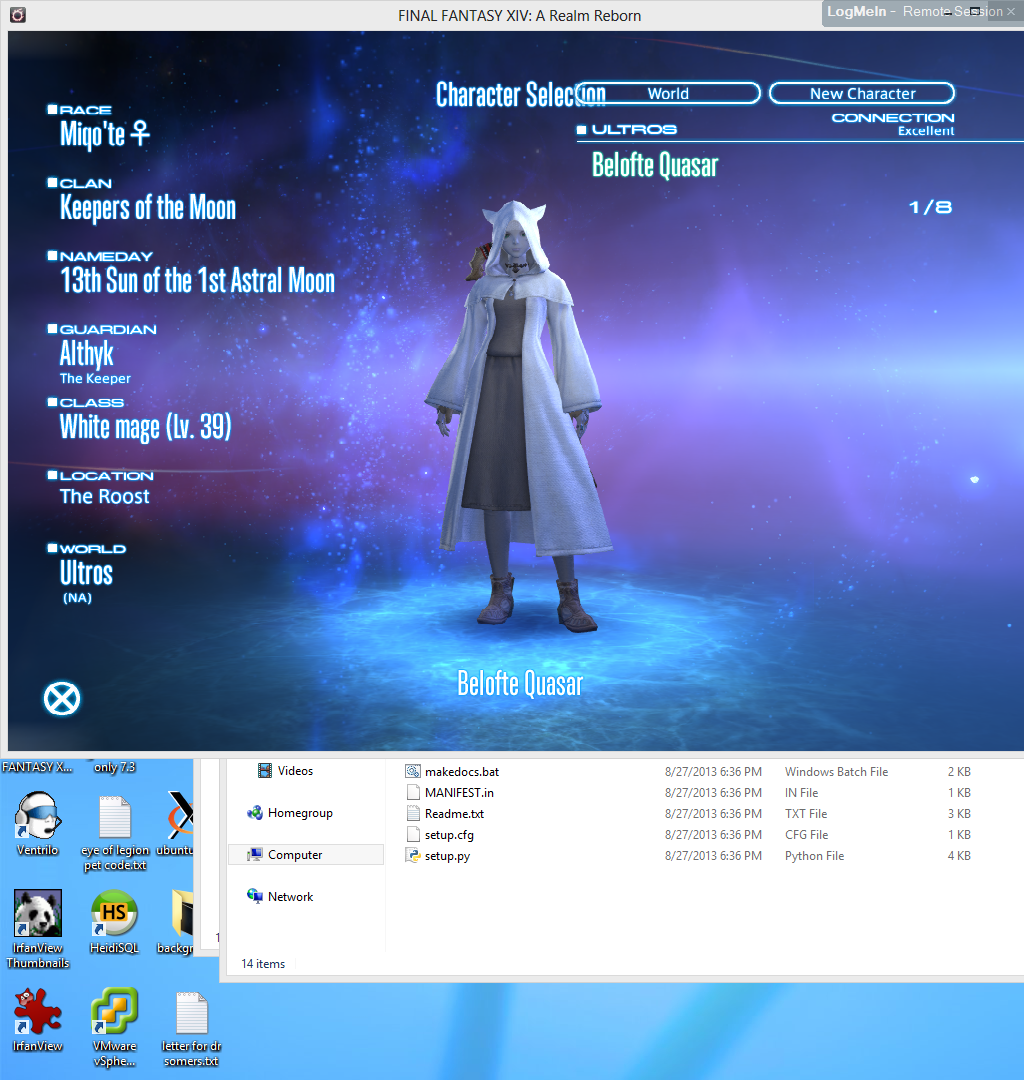 FINAL FANTASY XIV: A Realm Reborn
LogMeIn - Remote Session
Character Selection
World
New Character
CONNECTION
Excellent
ULTROS
Belofte Quasar
1/8
RACE
Miqo'te ♀
CLAN
Keepers of the Moon
NAMEDAY
13th Sun of the 1st Astral Moon
GUARDIAN
Althyk
The Keeper
CLASS
White mage (Lv. 39)
LOCATION
The Roost
WORLD
Ultros
(NA)
Belofte Quasar
FANTASY X...
only 7.3
Ventrilo
eye of legion
pet code.txt
ubuntu
IrfanView
Thumbnails
HS
HeidiSQL
backgr
IrfanView
VMware
vSphe...
letter for dr
somers.txt
1
Videos
Homegroup
Computer
Network
makedocs.bat 8/27/2013 6:36 PM Windows Batch File 2 KB
MANIFEST.in 8/27/2013 6:36 PM IN File 1 KB
Readme.txt 8/27/2013 6:36 PM TXT File 3 KB
setup.cfg 8/27/2013 6:36 PM CFG File 1 KB
setup.py 8/27/2013 6:36 PM Python File 4 KB
14 items